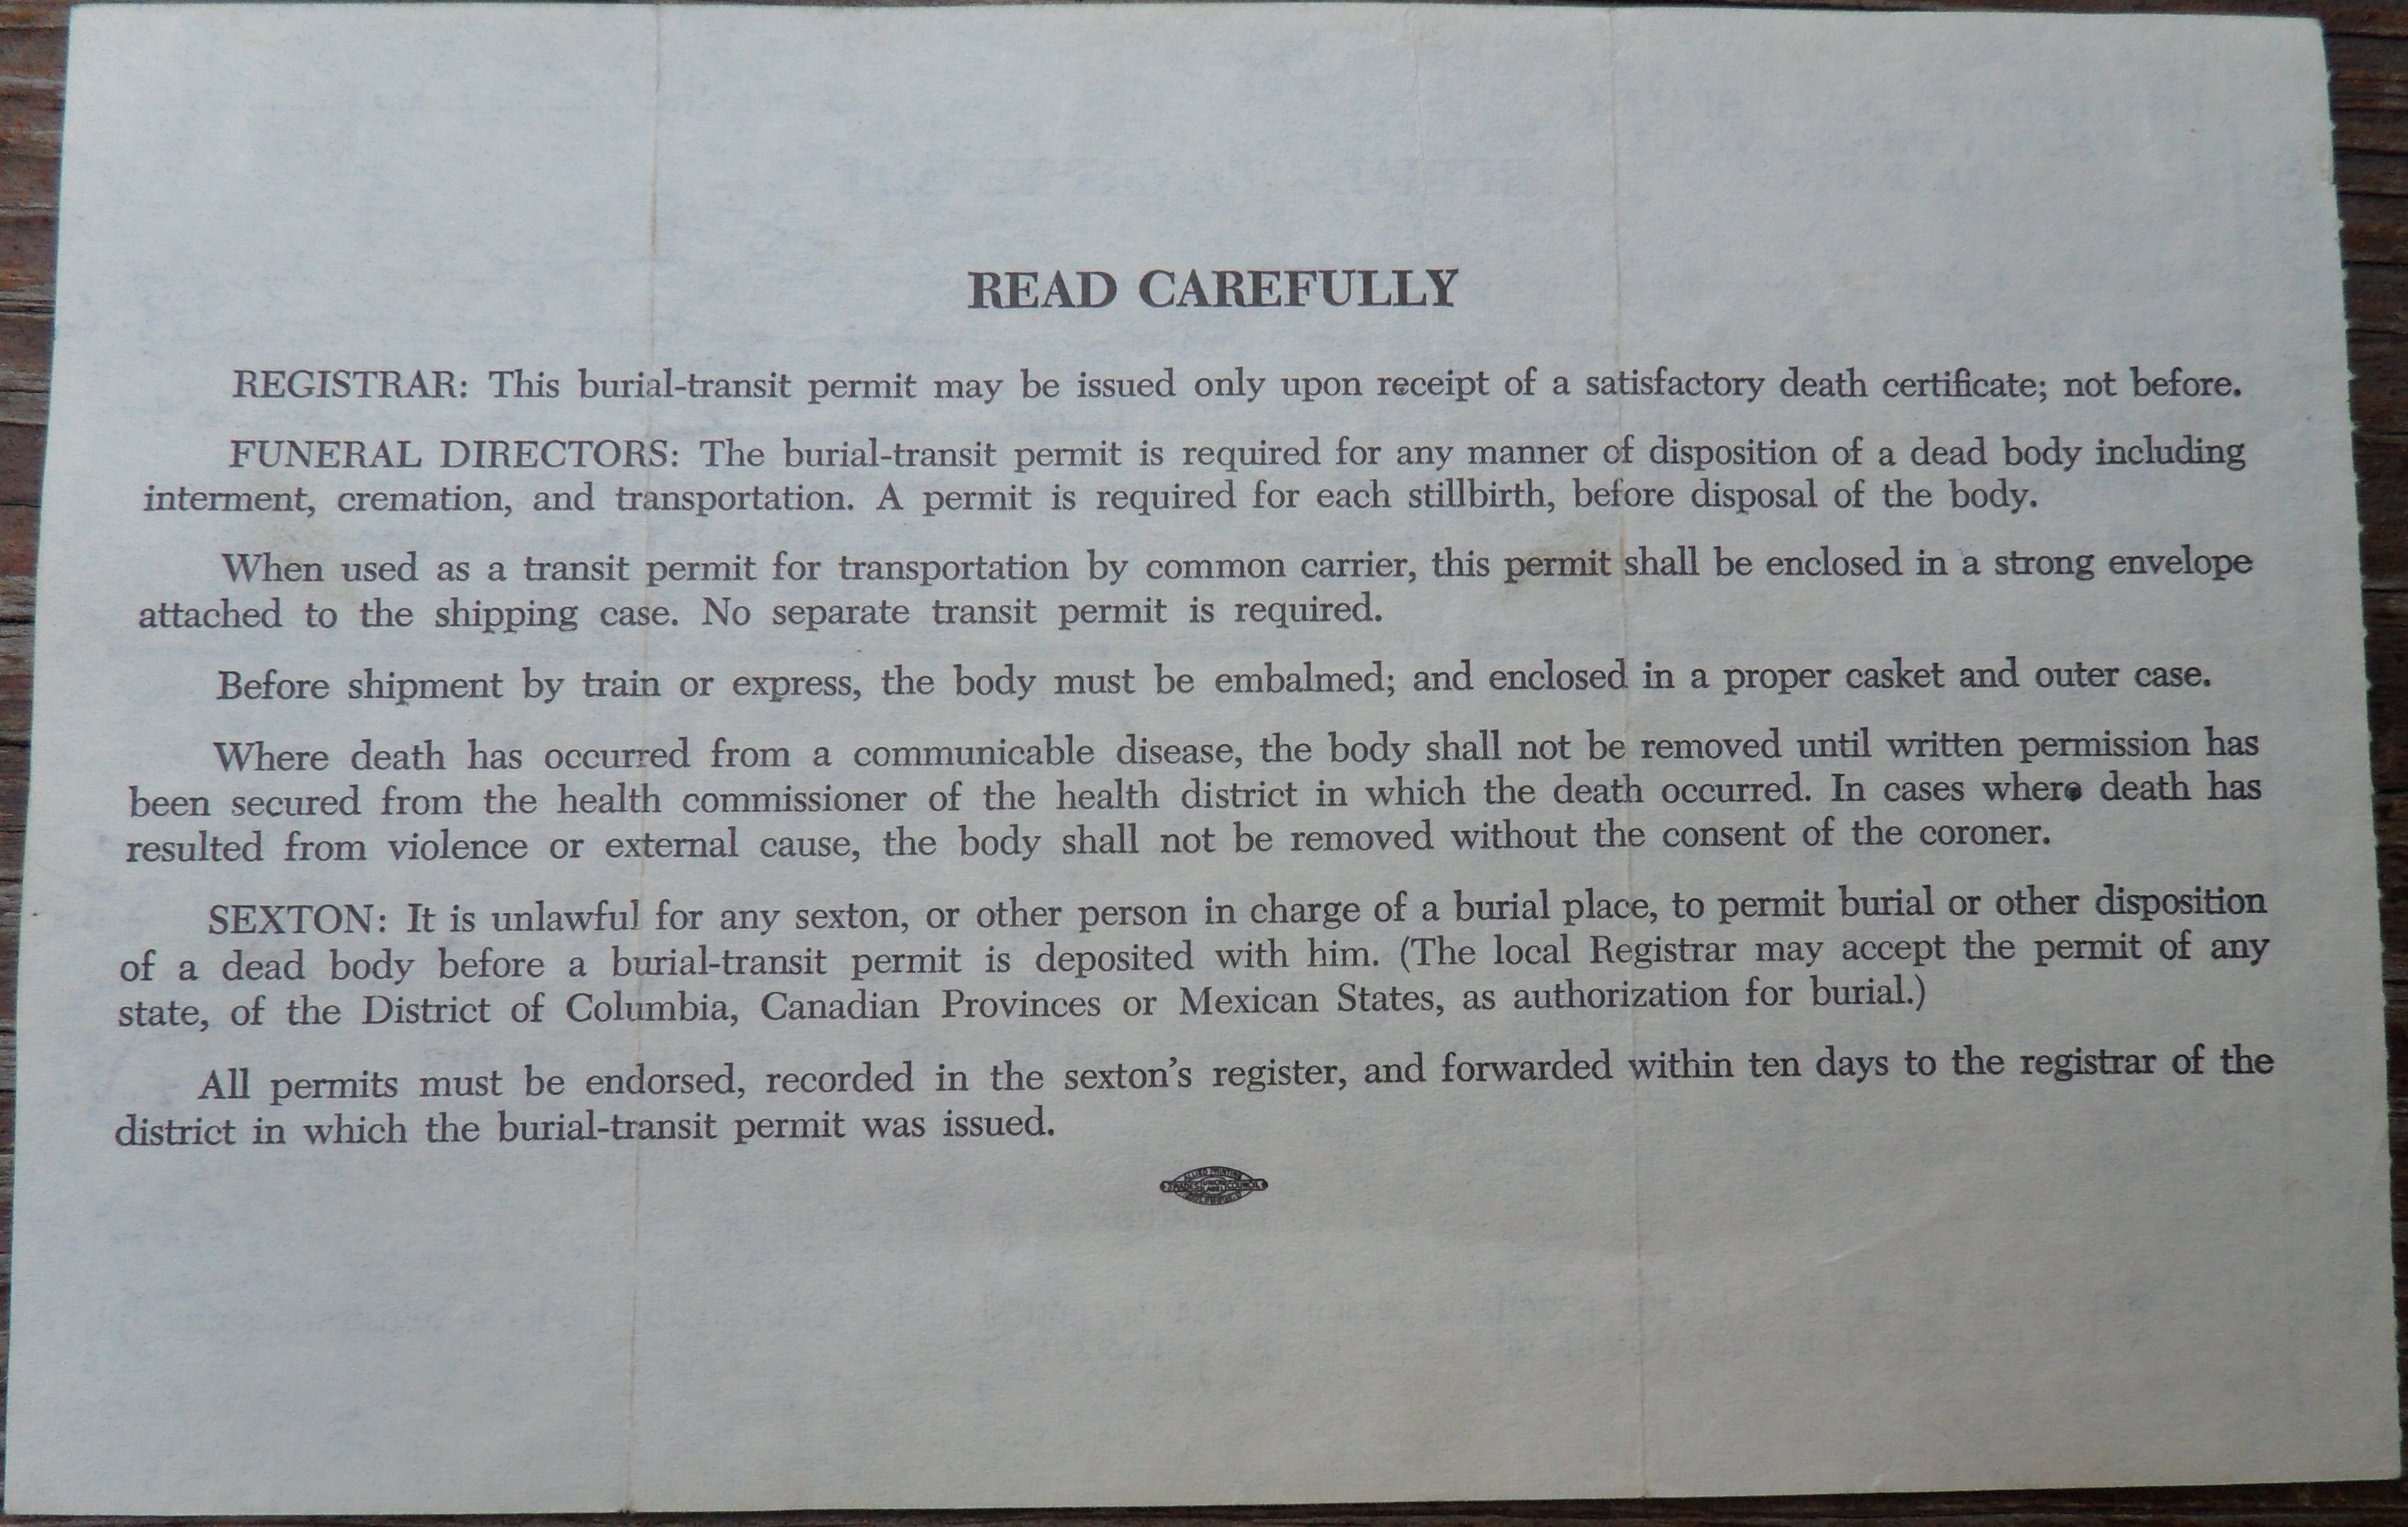 READ CAREFULLY
REGISTRAR: This burial-transit permit may be issued only upon receipt of a satisfactory death certificate; not before.
FUNERAL DIRECTORS: The burial-transit permit is required for any manner of disposition of a dead body including
interment, cremation, and transportation. A permit is required for each stillbirth, before disposal of the body.
When used as a transit permit for transportation by common carrier, this permit shall be enclosed in a strong envelope
attached to the shipping case. No separate transit permit is required.
Before shipment by train or express, the body must be embalmed; and enclosed in a proper casket and outer case.
Where death has occurred from a communicable disease, the body shall not be removed until written permission has
been secured from the health commissioner of the health district in which the death occurred. In cases where death has
resulted from violence or external cause, the body shall not be removed without the consent of the coroner.
SEXTON: It is unlawful for any sexton, or other person in charge of a burial place, to permit burial or other disposition
of a dead body before a burial-transit permit is deposited with him. (The local Registrar may accept the permit of any
state, of the District of Columbia, Canadian Provinces or Mexican States, as authorization for burial.)
All permits must be endorsed, recorded in the sexton's register, and forwarded within ten days to the registrar of the
district in which the burial-transit permit was issued.
ALLIED PRINTING
TRADES UNION LABEL COUNCIL